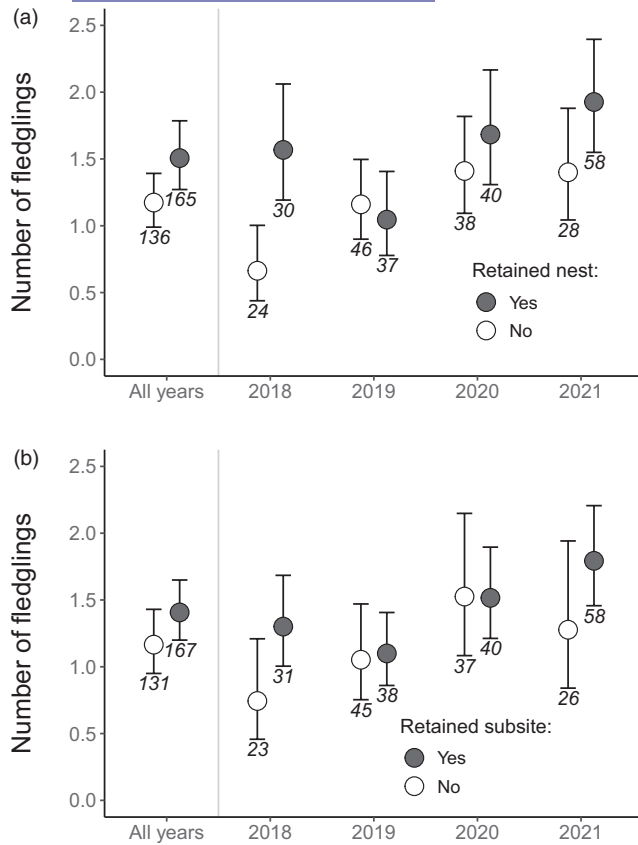 (a)
Number of fledglings
2.5
2.0
1.5
1.0
0.5
0.0
136
165
24
30
46
37
38
40
28
58
Retained nest:
Yes
No
All years 2018 2019 2020 2021
(b)
Number of fledglings
2.5
2.0
1.5
1.0
0.5
0.0
131
167
23
31
45
38
37
40
26
58
Retained subsite:
Yes
No
All years 2018 2019 2020 2021